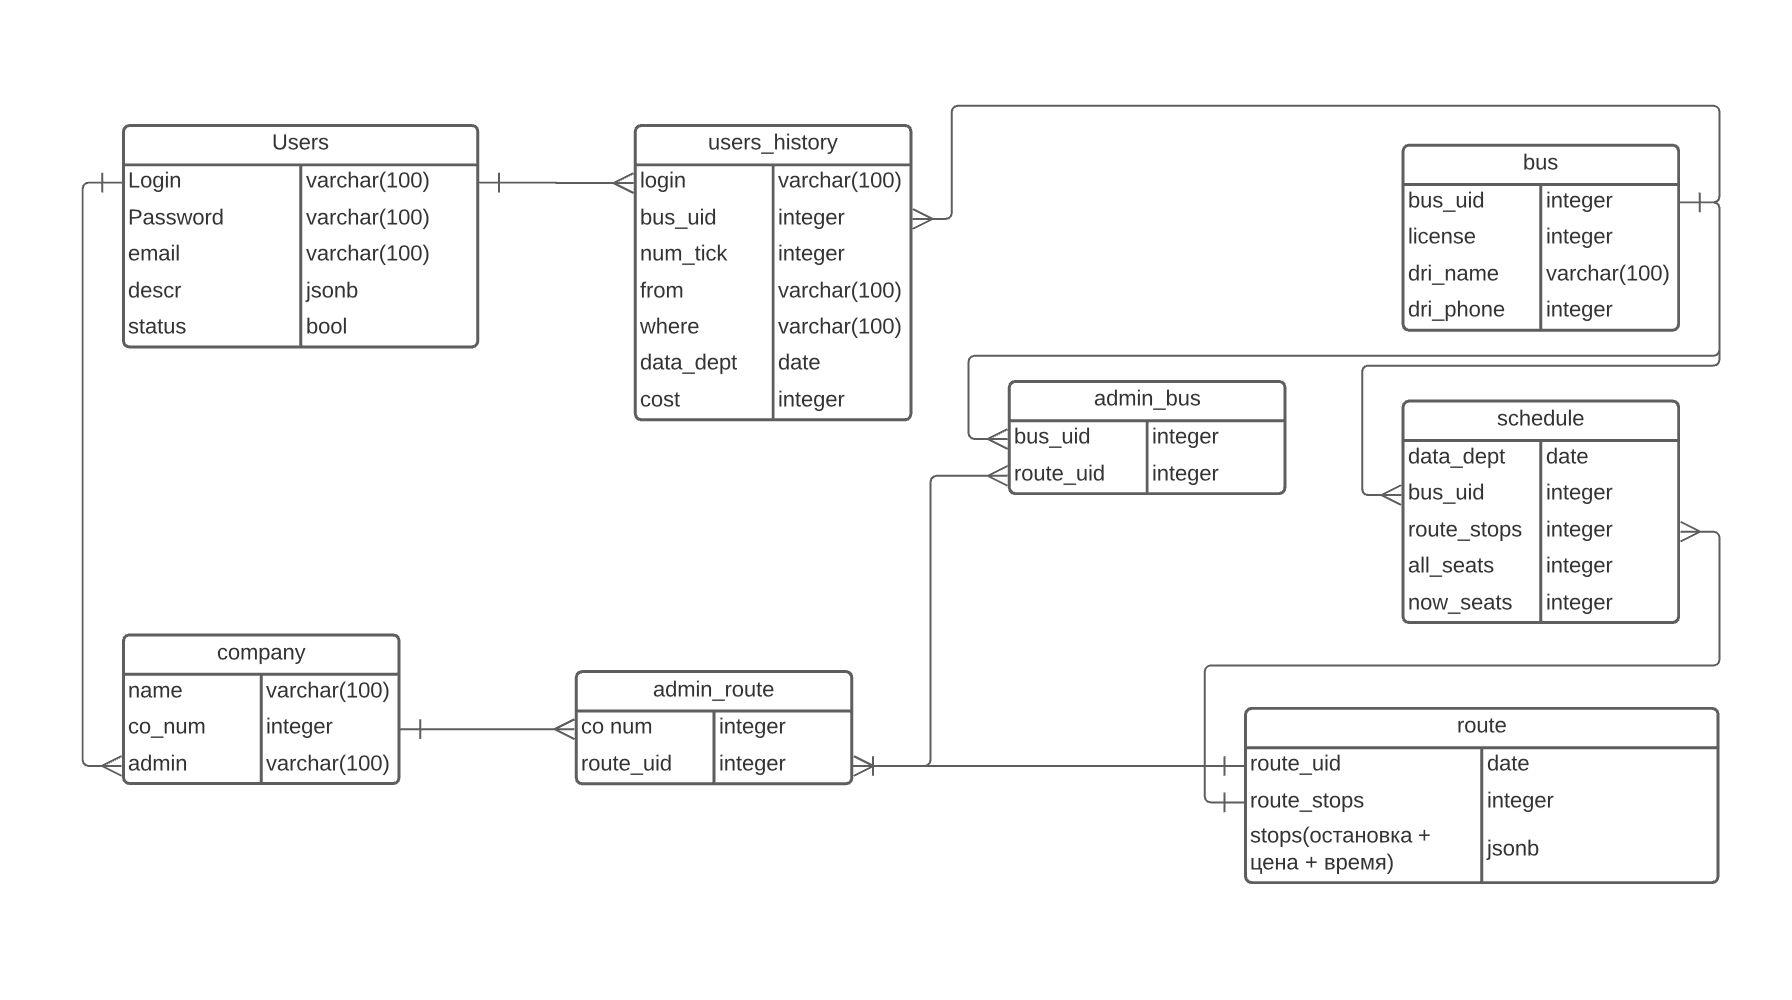 Users
Login varchar(100)
Password varchar(100)
email varchar(100)
descr jsonb
status bool
users_history
login varchar(100)
bus_uid integer
num_tick integer
from varchar(100)
where varchar(100)
data_dept date
cost integer
bus
bus_uid integer
license integer
dri_name varchar(100)
dri_phone integer
admin_bus
bus_uid integer
route_uid integer
schedule
data_dept date
bus_uid integer
route_stops integer
all_seats integer
now_seats integer
company
name varchar(100)
co_num integer
admin varchar(100)
admin_route
co num integer
route_uid integer
route
route_uid date
route_stops integer
stops(остановка +
цена + время) jsonb